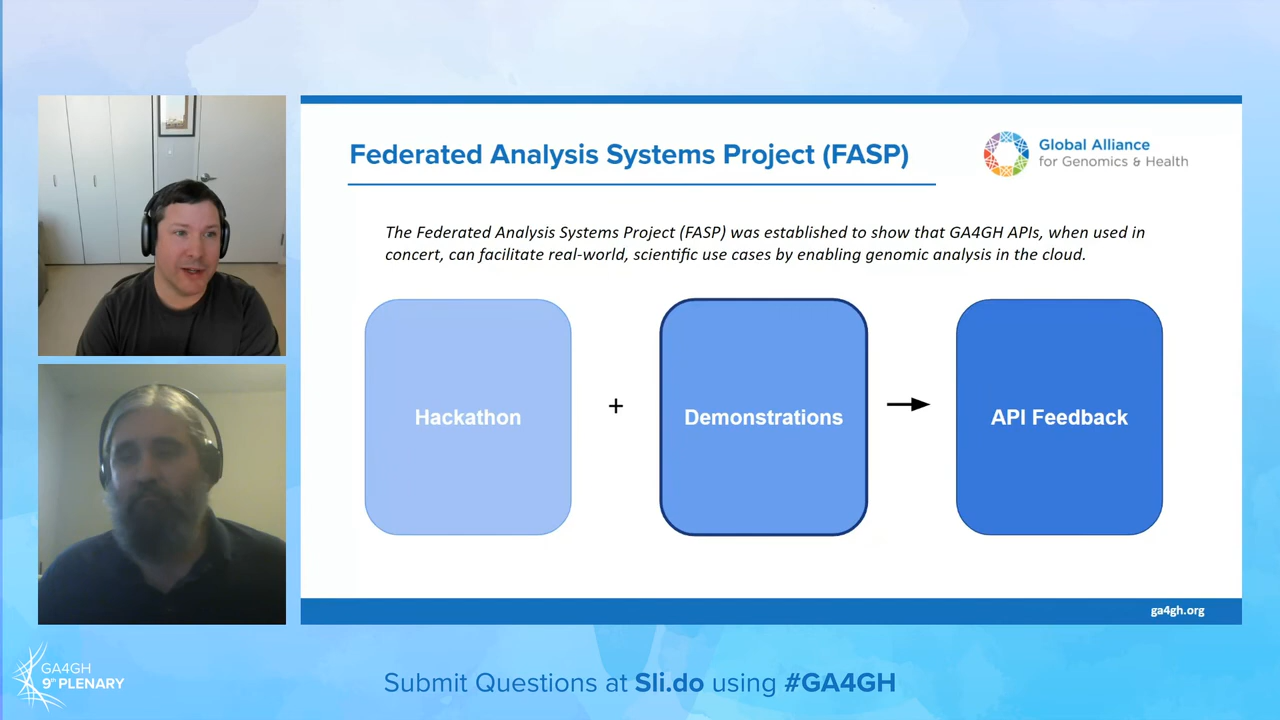 Federated Analysis Systems Project (FASP)
Global Alliance
for Genomics & Health
The Federated Analysis Systems Project (FASP) was established to show that GA4GH APIs, when used in
concert, can facilitate real-world, scientific use cases by enabling genomic analysis in the cloud.
Hackathon
+
Demonstrations
API Feedback
ga4gh.org
GA4GH
9th PLENARY
Submit Questions at Sli.do using #GA4GH